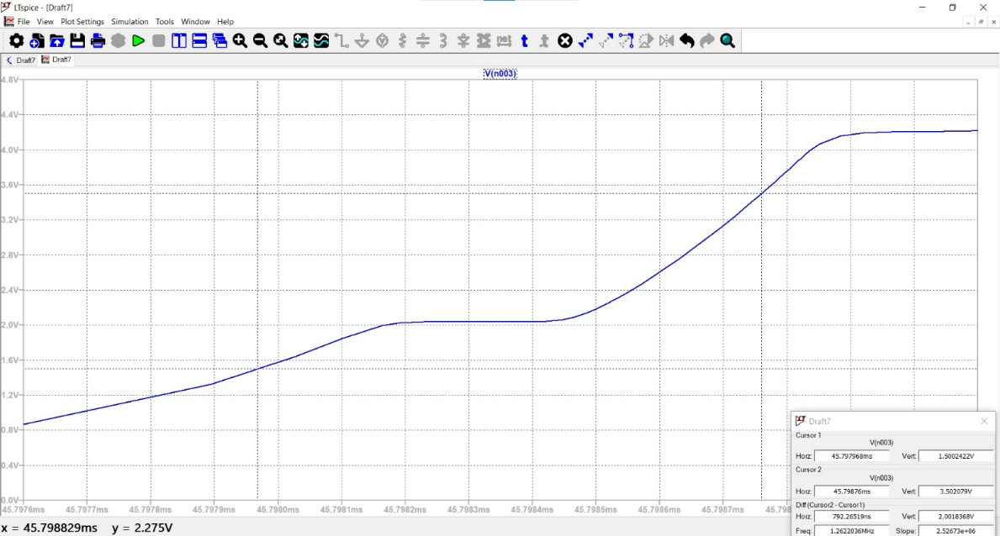 LTspice - [Draft7]
File View Plot Settings Simulation Tools Window Help
Draft7 Draft7
V(n003)
4.8V
4.4V
4.0V
3.6V
3.2V
2.8V
2.4V
2.0V
1.6V
1.2V
0.8V
0.4V
0.0V
45.7976ms 45.7977ms 45.7978ms 45.7979ms 45.7980ms 45.7981ms 45.7982ms 45.7983ms 45.7984ms 45.7985ms 45.7986ms 45.7987ms 45.798
Draft7
Cursor 1
V(n003)
Horz: 45.797968ms Vert: 1.5002422V
Cursor 2
V(n003)
Horz: 45.79876ms Vert: 3.502079V
Diff (Cursor2 - Cursor1)
Horz: 792.26519ns Vert: 2.0018368V
Freq: 1.2622036MHz Slope: 2.52673e+06
x = 45.798829ms y = 2.275V